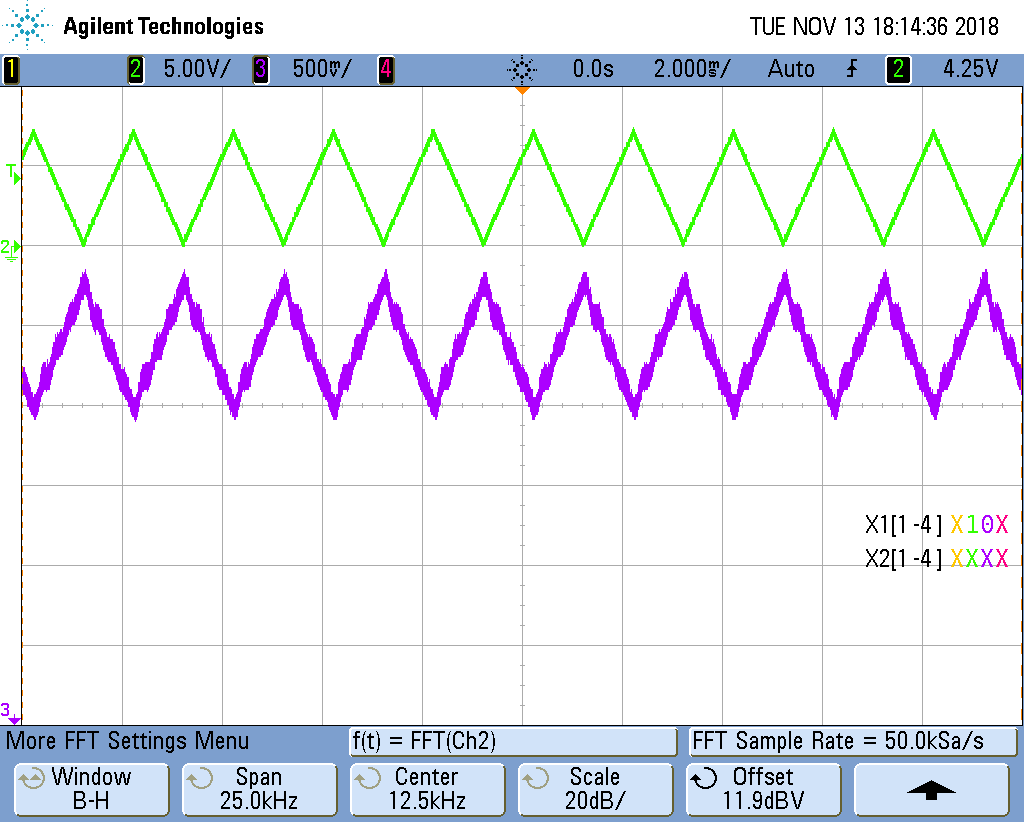 Agilent Technologies TUE NOV 13 18:14:36 2018
1 2 5.00V/ 3 500mV/ 4 0.0s 2.000ms/ Auto 2 4.25V
T
2
X1[1-4] X10X
X2[1-4] XXXX
3
More FFT Settings Menu f(t) = FFT(Ch2) FFT Sample Rate = 50.0kSa/s
Window Span Center Scale Offset
B-H 25.0kHz 12.5kHz 20dB/ 11.9dBV